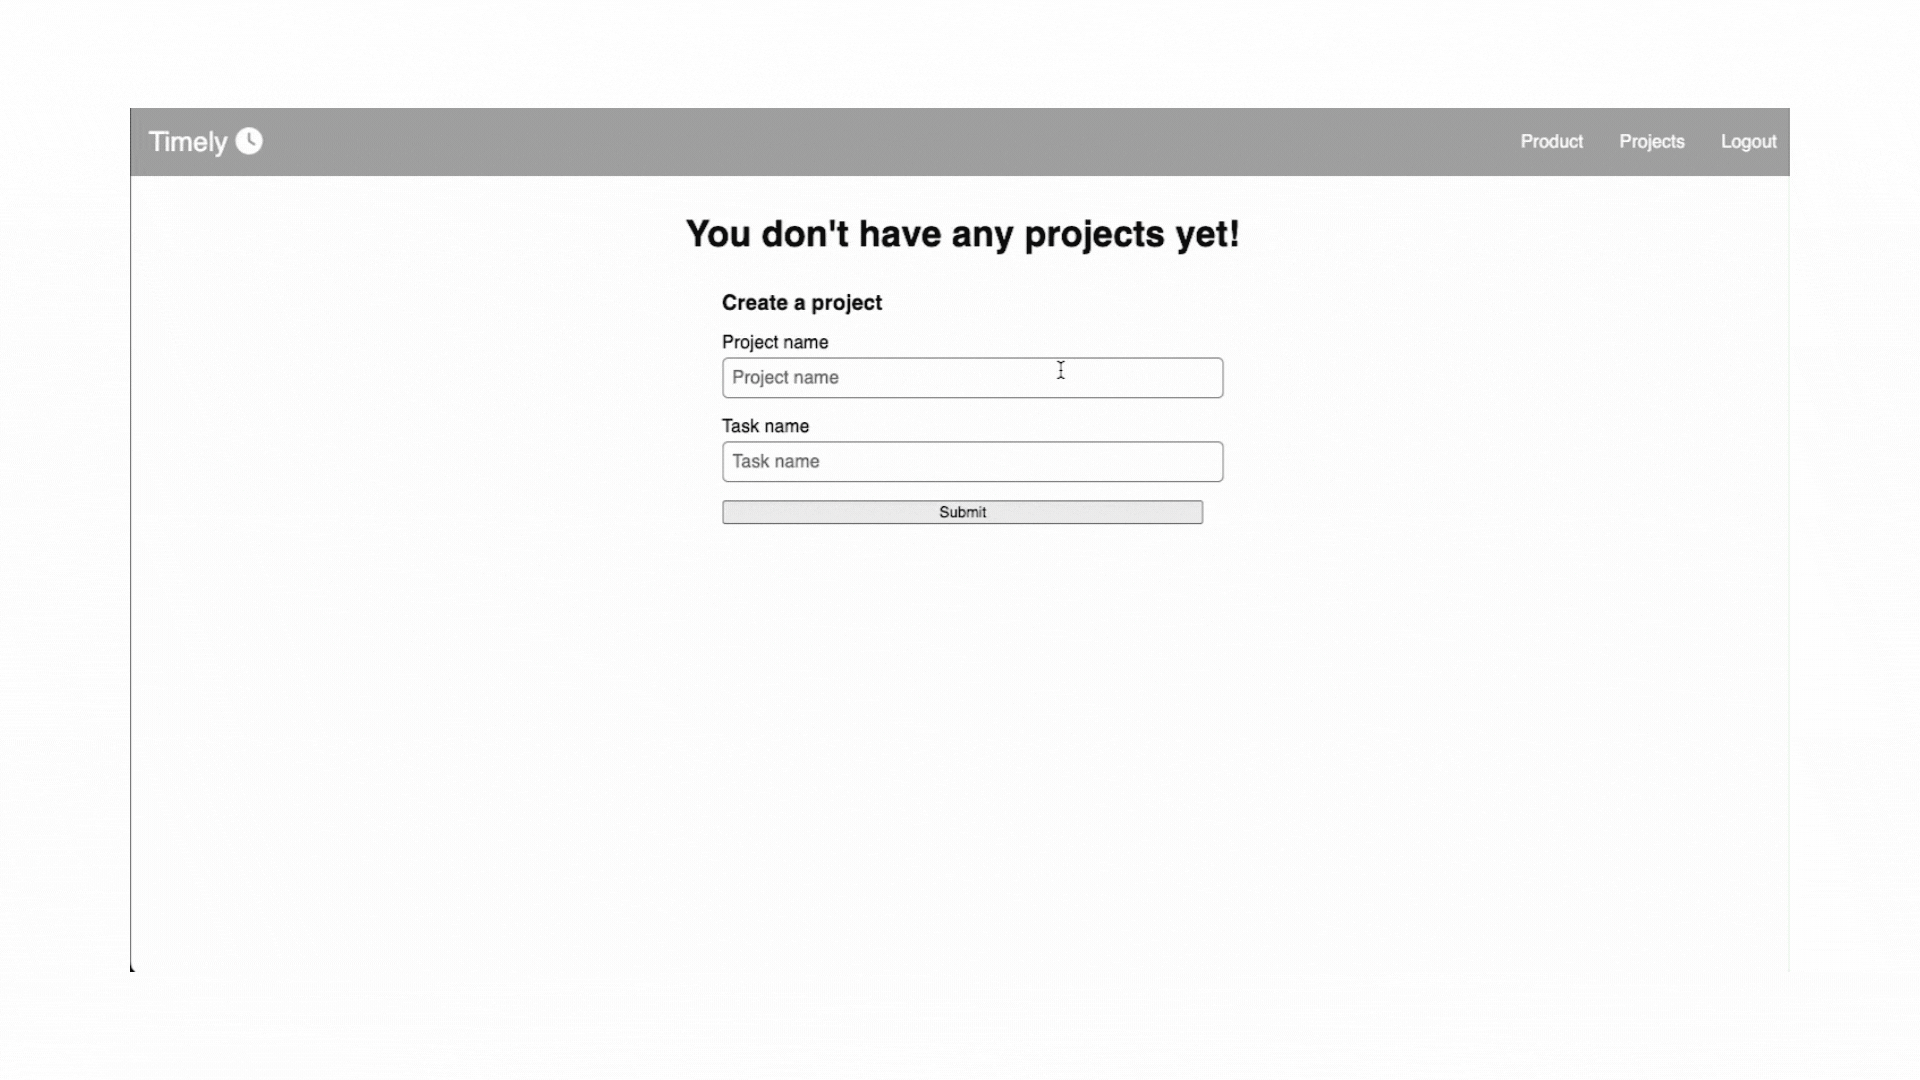 Timely
Product Projects Logout
You don't have any projects yet!
Create a project
Project name
Project name
Task name
Task name
Submit